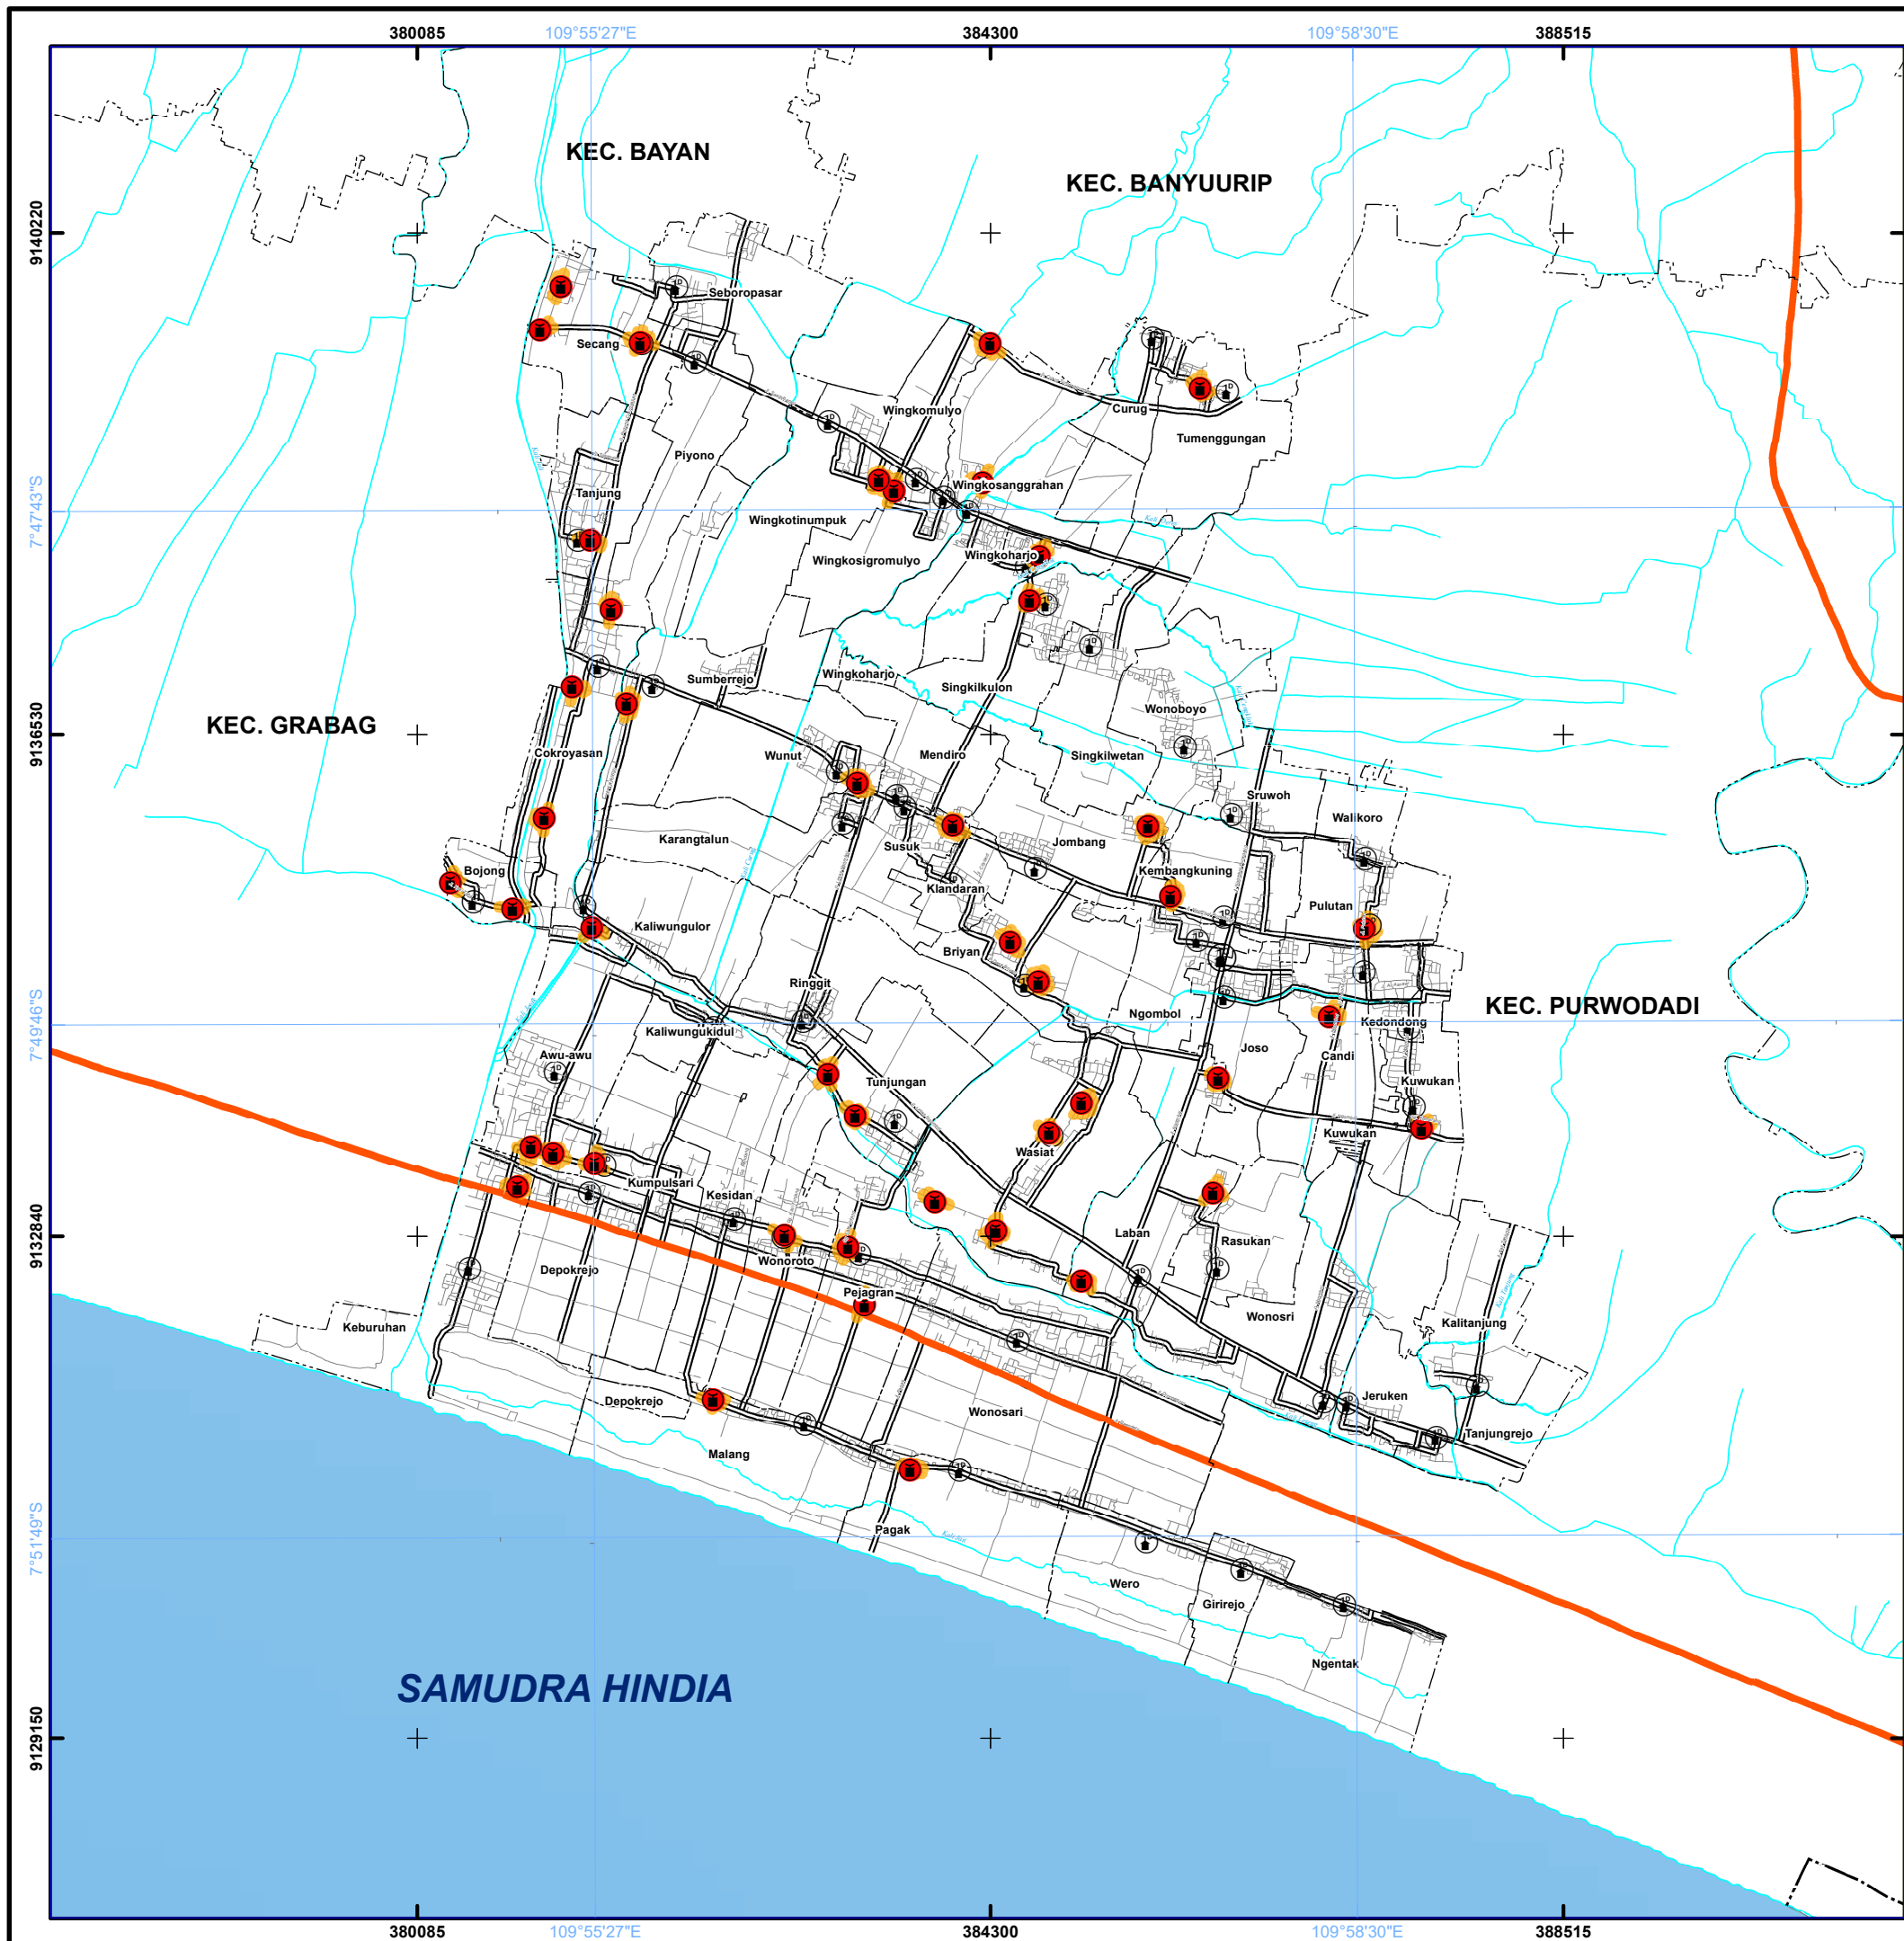 380085
109°55'27"E
384300
109°58'30"E
388515
KEC. BAYAN
KEC. BANYUURIP
9140220
Seboropasar
Secang
Wingkomulyo
Curug
Tumenggungan
Piyono
Tanjung
Wingkosanggrahan
7°47'43"S
Wingkotinumpuk
Wingkosigromulyo
Wingkoharjo
Sumberrejo
Wingkoharjo
Singkilkulon
Wonoboyo
KEC. GRABAG
9136530
Cokroyasan
Wunut
Mendiro
Singkilwetan
Sruwoh
Walikoro
Karangtalun
Susuk
Jombang
Bojong
Klandaran
Kembangkuning
Pulutan
Kaliwungulor
Briyan
Ringgit
KEC. PURWODADI
Ngombol
Kedondong
7°49'46"S
Kaliwungukidul
Awu-awu
Joso
Candi
Tunjungan
Kuwukan
Kuwukan
Wasiat
Kumpulsari
Kesidan
9132840
Laban
Rasukan
Wonoroto
Depokrejo
Pejagran
Wonosri
Kalitanjung
Keburuhan
Depokrejo
Jeruken
Wonosari
Tanjungrejo
Malang
7°51'49"S
Pagak
Wero
Girirejo
Ngentak
SAMUDRA HINDIA
9129150
380085
109°55'27"E
384300
109°58'30"E
388515